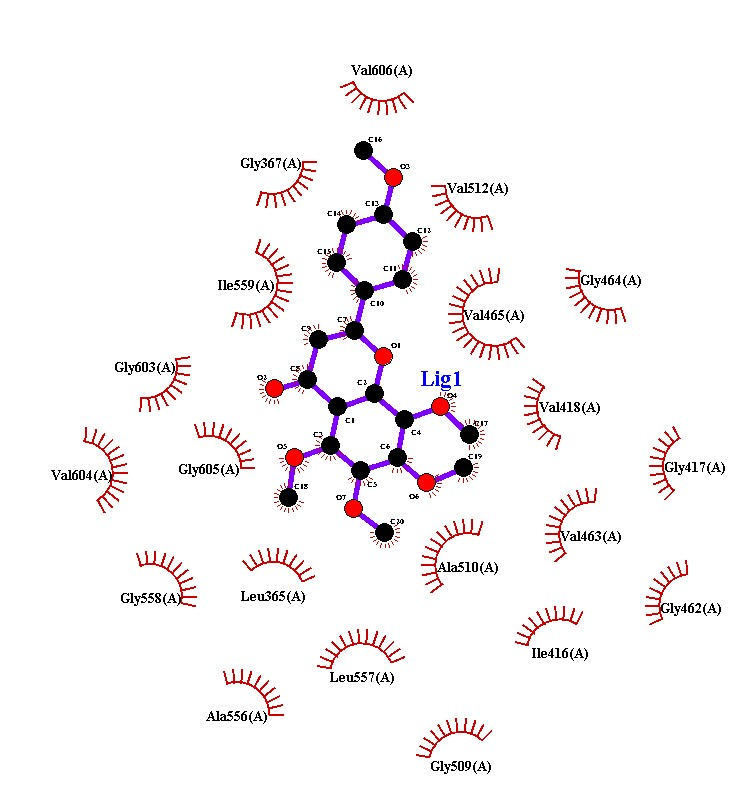 Val606(A)
C16
O3
Gly367(A)
Val512(A)
C13
C14
C12
C15
C11
Ile559(A)
Gly464(A)
C10
Val465(A)
C7
C9
O1
Gly603(A)
C8
Lig1
O2
C2
O4
Val418(A)
C1
C4
C17
C3
C6
O5
Gly605(A)
Val604(A)
Gly417(A)
C19
C5
C18
O7
O6
C20
Val463(A)
Ala510(A)
Gly558(A)
Leu365(A)
Gly462(A)
Ile416(A)
Leu557(A)
Ala556(A)
Gly509(A)